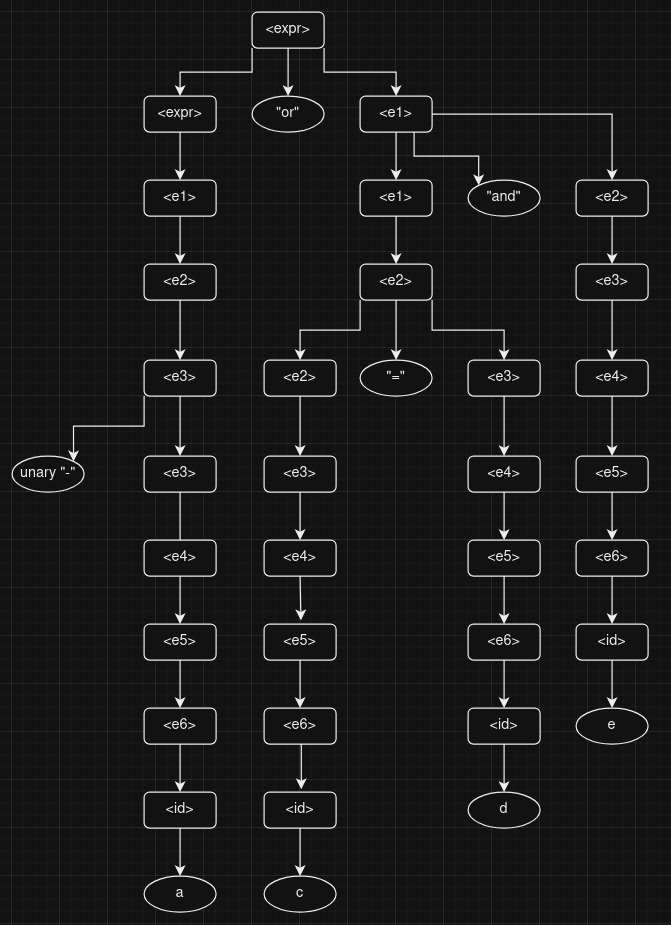 <expr>
<expr> "or" <e1>
<e1> <e1> "and" <e2>
<e2> <e2> <e3>
<e3> <e2> "=" <e3> <e4>
unary "-" <e3> <e3> <e4> <e5>
<e4> <e4> <e5> <e6>
<e5> <e5> <e6> <id>
<e6> <e6> <id> e
<id> <id> d
a c